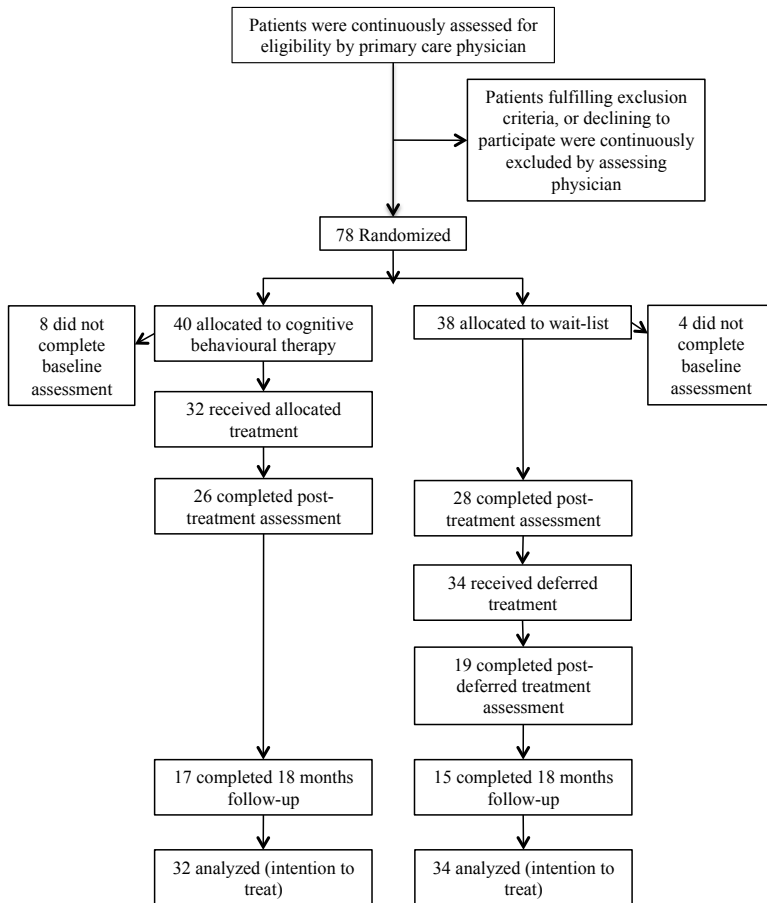 Patients were continuously assessed for
eligibility by primary care physician
Patients fulfilling exclusion
criteria, or declining to
participate were continuously
excluded by assessing
physician
78 Randomized
8 did not
complete
baseline
assessment
40 allocated to cognitive
behavioural therapy
38 allocated to wait-list
4 did not
complete
baseline
assessment
32 received allocated
treatment
26 completed post-
treatment assessment
28 completed post-
treatment assessment
34 received deferred
treatment
19 completed post-
deferred treatment
assessment
17 completed 18 months
follow-up
15 completed 18 months
follow-up
32 analyzed (intention to
treat)
34 analyzed (intention to
treat)